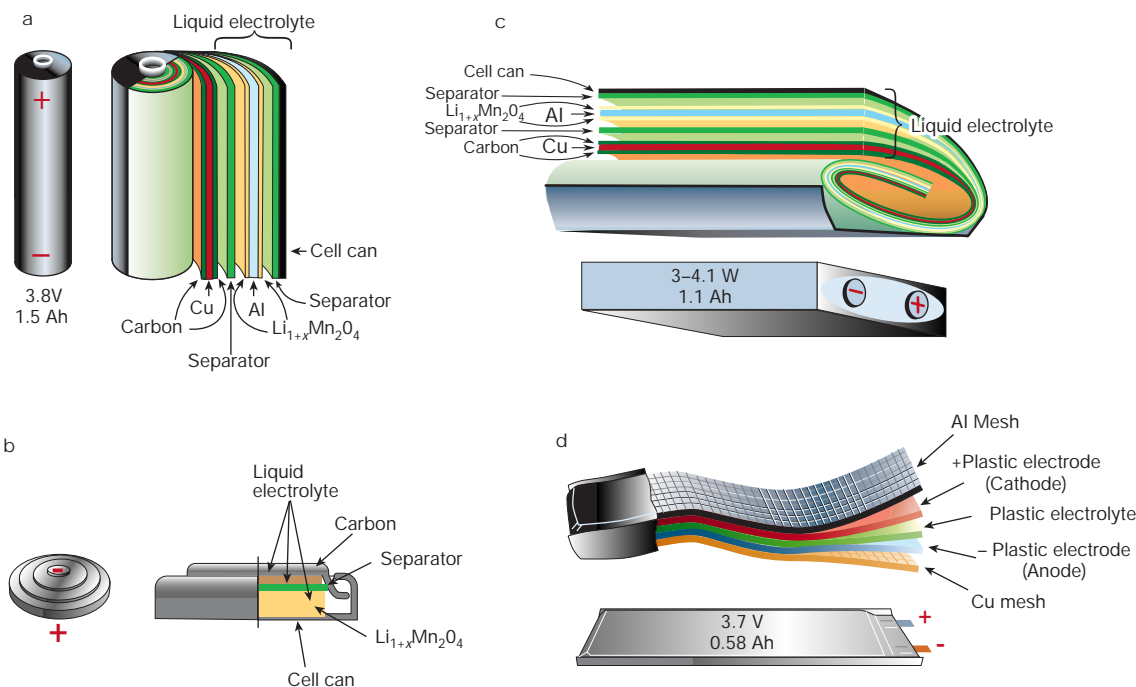 a
Liquid electrolyte
+
−
3.8V
1.5 Ah
Cell can
Separator
Cu
Al
Carbon
Li1+xMn2O4
Separator
c
Cell can
Separator
Li1+xMn2O4
Al
Separator
Carbon
Cu
Liquid electrolyte
3–4.1 W
1.1 Ah
−
+
b
Liquid
electrolyte
Carbon
Separator
Li1+xMn2O4
Cell can
-
+
d
Al Mesh
+Plastic electrode
(Cathode)
Plastic electrolyte
– Plastic electrode
(Anode)
Cu mesh
3.7 V
0.58 Ah
+
-